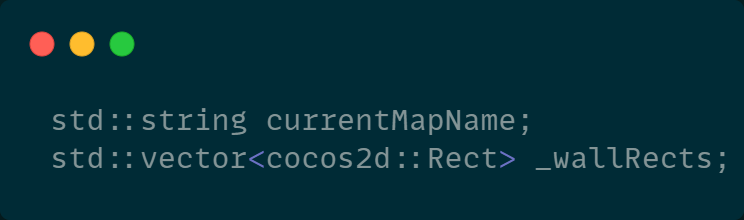 std::string currentMapName;
std::vector<cocos2d::Rect> _wallRects;